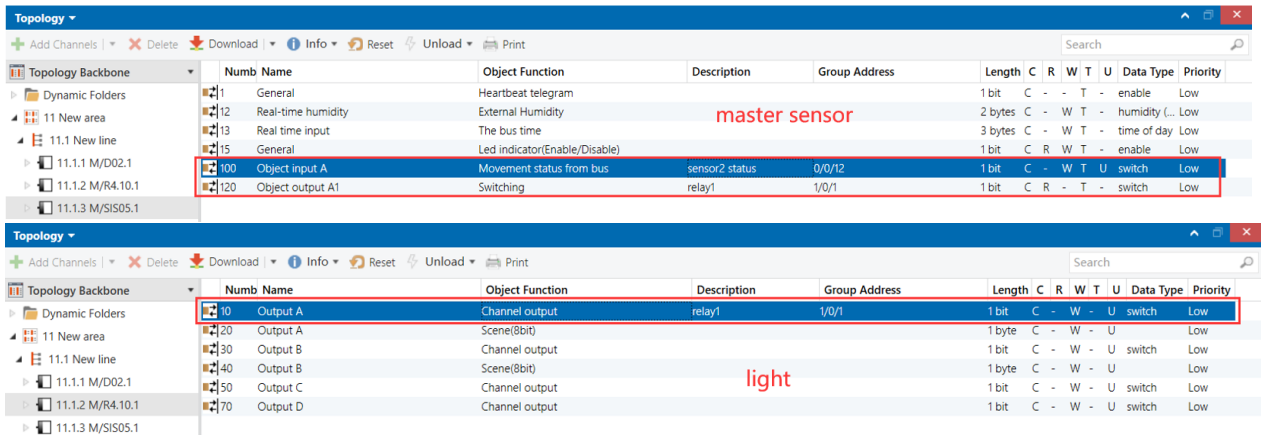 Topology
Add Channels Delete Download Info Reset Unload Print Search
Topology Backbone Numb Name Object Function Description Group Address Length C R W T U Data Type Priority
Dynamic Folders 1 General Heartbeat telegram 1 bit C - - T - enable Low
11 New area 12 Real-time humidity External Humidity 2 bytes C - W T - humidity (... Low
master sensor
11.1 New line 13 Real time input The bus time 3 bytes C - W T - time of day Low
11.1.1 M/D02.1 15 General Led indicator(Enable/Disable) 1 bit C R W T - enable Low
100 Object input A Movement status from bus sensor2 status 0/0/12 1 bit C - W T U switch Low
11.1.2 M/R4.10.1 120 Object output A1 Switching relay1 1/0/1 1 bit C R - T - switch Low
11.1.3 M/SIS05.1
Topology
Add Channels Delete Download Info Reset Unload Print Search
Topology Backbone Numb Name Object Function Description Group Address Length C R W T U Data Type Priority
Dynamic Folders 10 Output A Channel output relay1 1/0/1 1 bit C - W - U switch Low
11 New area 20 Output A Scene(8bit) 1 byte C - W - U Low
11.1 New line 30 Output B Channel output 1 bit C - W - U switch Low
40 Output B Scene(8bit) 1 byte C - W - U Low
light
11.1.1 M/D02.1 50 Output C Channel output 1 bit C - W - U switch Low
11.1.2 M/R4.10.1 70 Output D Channel output 1 bit C - W - U switch Low
11.1.3 M/SIS05.1